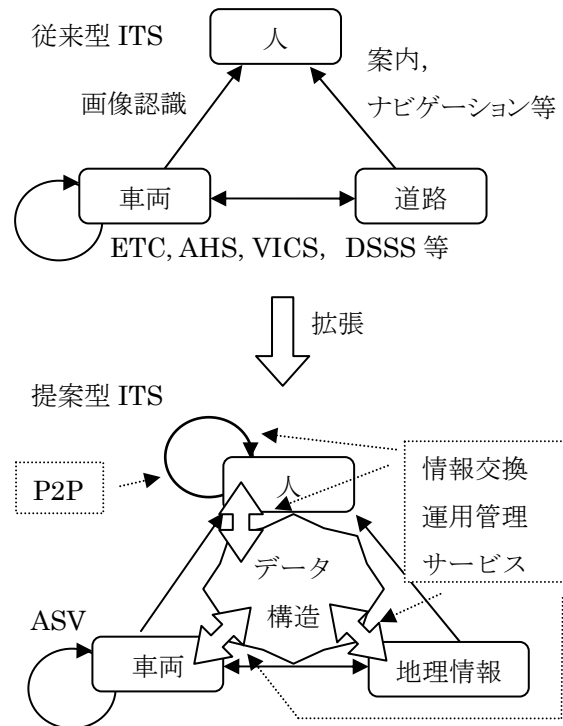 従来型 ITS
人
案内,
ナビゲーション等
画像認識
車両
道路
ETC, AHS, VICS, DSSS 等
拡張
提案型 ITS
P2P
人
情報交換
運用管理
サービス
データ
構造
ASV
車両
地理情報